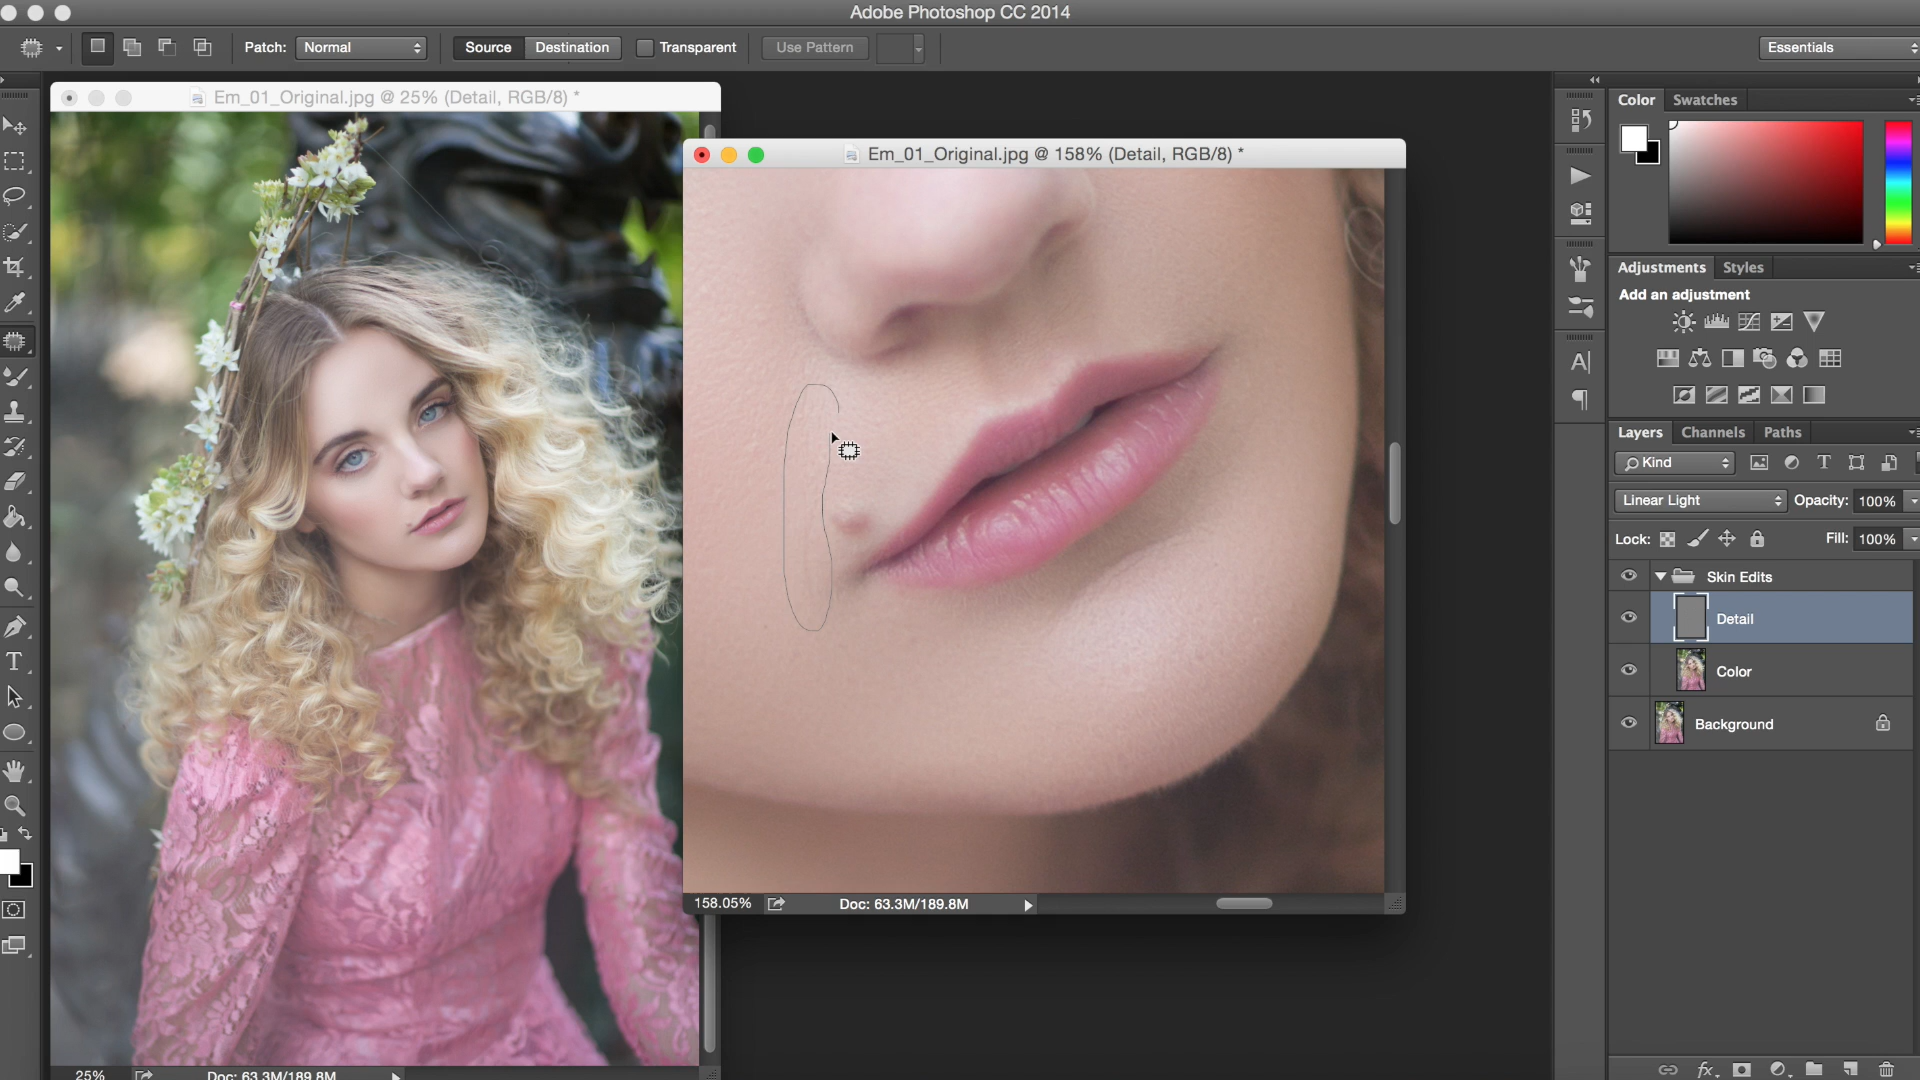 Adobe Photoshop CC 2014
Patch: Normal Source Destination Transparent Use Pattern Essentials
Em_01_Original.jpg @ 25% (Detail, RGB/8) *
Em_01_Original.jpg @ 158% (Detail, RGB/8) *
Color Swatches
Adjustments Styles
Add an adjustment
Layers Channels Paths
Kind
Linear Light Opacity: 100%
Lock: Fill: 100%
Skin Edits
Detail
Color
Background
158.05% Doc: 63.3M/189.8M
25% Doc: 63.3M/189.8M